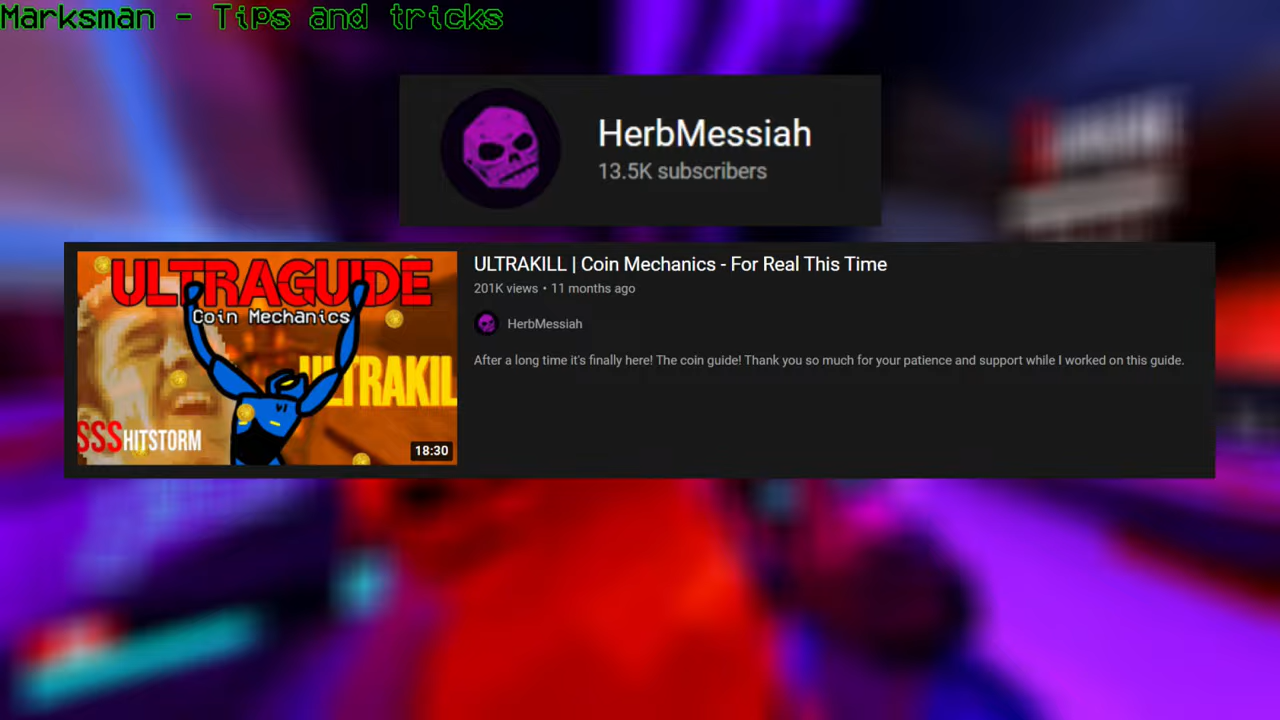 Marksman - Tips and tricks
HerbMessiah
13.5K subscribers
ULTRAGUIDE
Coin Mechanics
ULTRAKIL
SSSHITSTORM
18:30
ULTRAKILL | Coin Mechanics - For Real This Time
201K views • 11 months ago
HerbMessiah
After a long time it's finally here! The coin guide! Thank you so much for your patience and support while I worked on this guide.